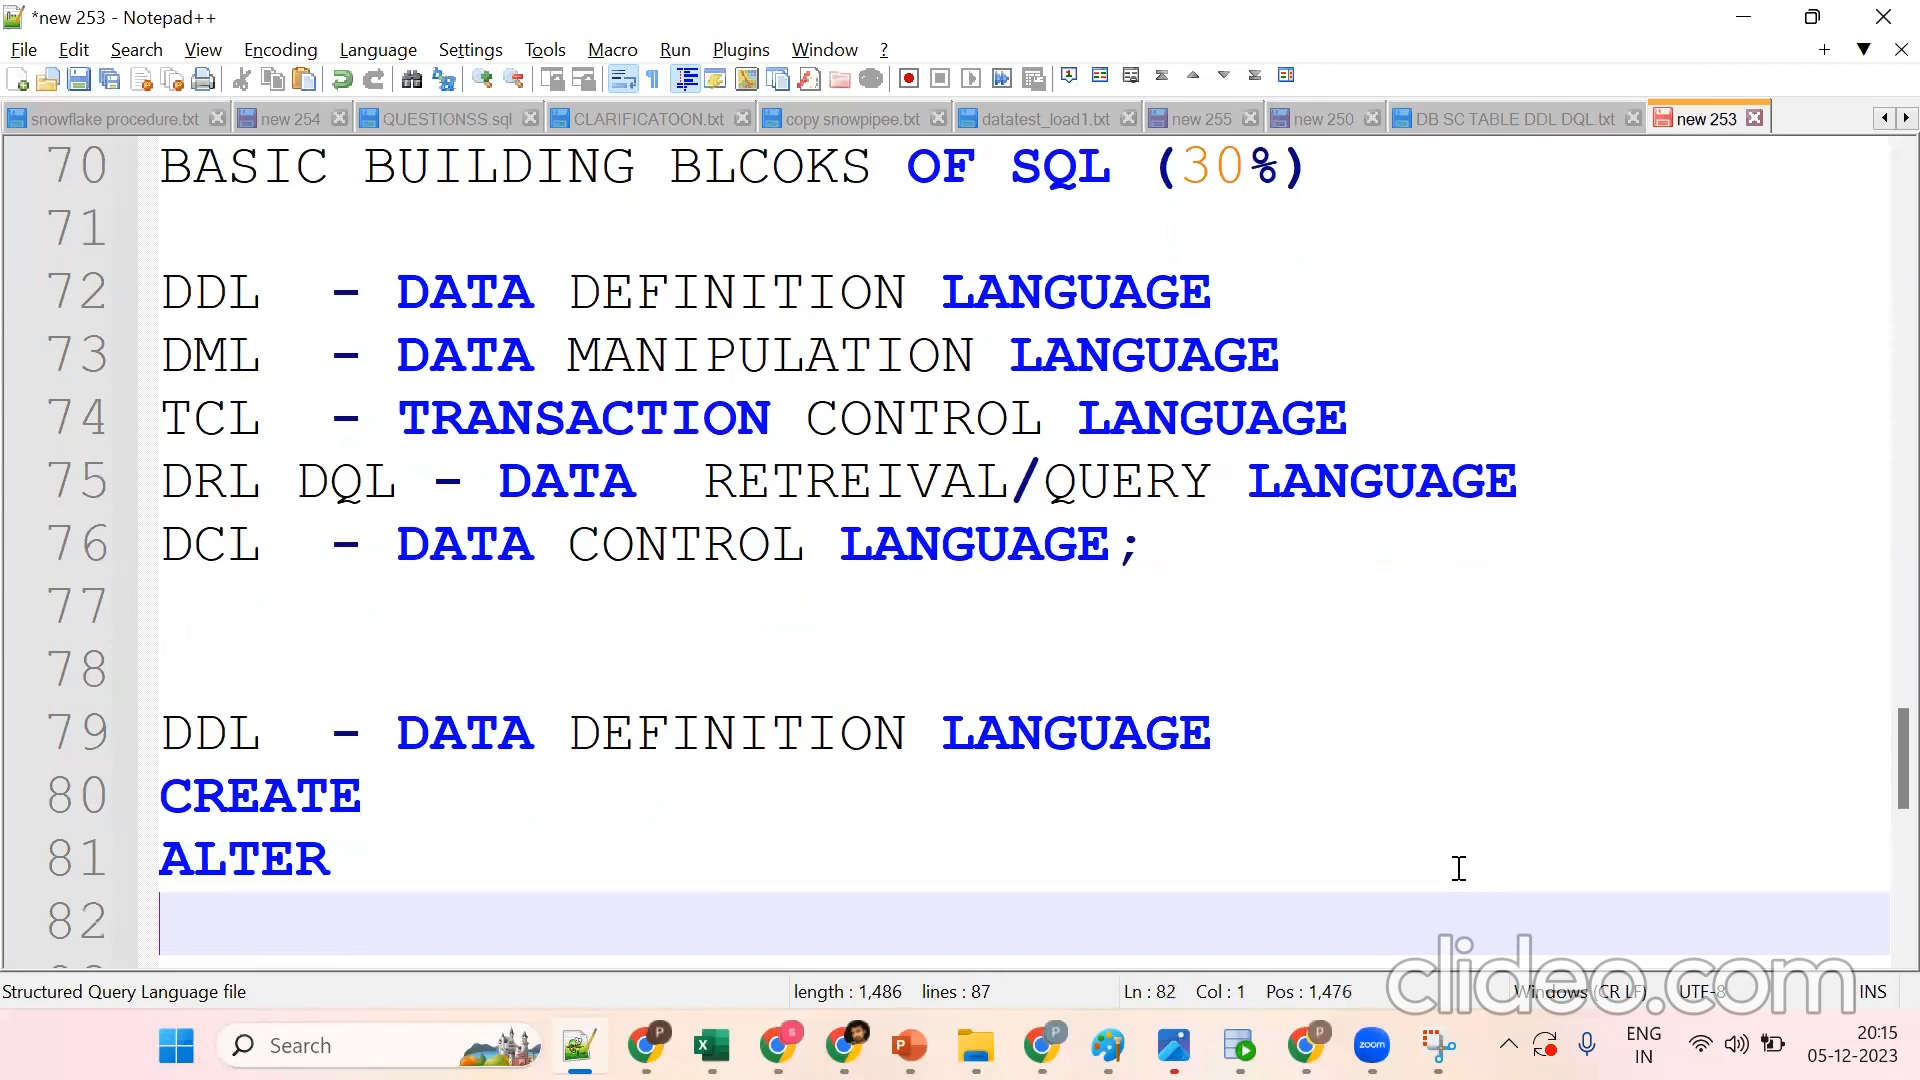 *new 253 - Notepad++
File Edit Search View Encoding Language Settings Tools Macro Run Plugins Window ?
snowflake procedure.txt new 254 QUESTIONSS.sql CLARIFICATOON.txt copy snowpipee.txt datatest_load1.txt new 255 new 250 DB SC TABLE DDL DQL.txt new 253
70 BASIC BUILDING BLCOKS OF SQL (30%)
71
72 DDL - DATA DEFINITION LANGUAGE
73 DML - DATA MANIPULATION LANGUAGE
74 TCL - TRANSACTION CONTROL LANGUAGE
75 DRL DQL - DATA RETREIVAL/QUERY LANGUAGE
76 DCL - DATA CONTROL LANGUAGE;
77
78
79 DDL - DATA DEFINITION LANGUAGE
80 CREATE
81 ALTER
82
clideo.com
Structured Query Language file length : 1,486 lines : 87 Ln : 82 Col : 1 Pos : 1,476 Windows (CR LF) UTF-8 INS
Search zoom ENG 20:15
IN 05-12-2023